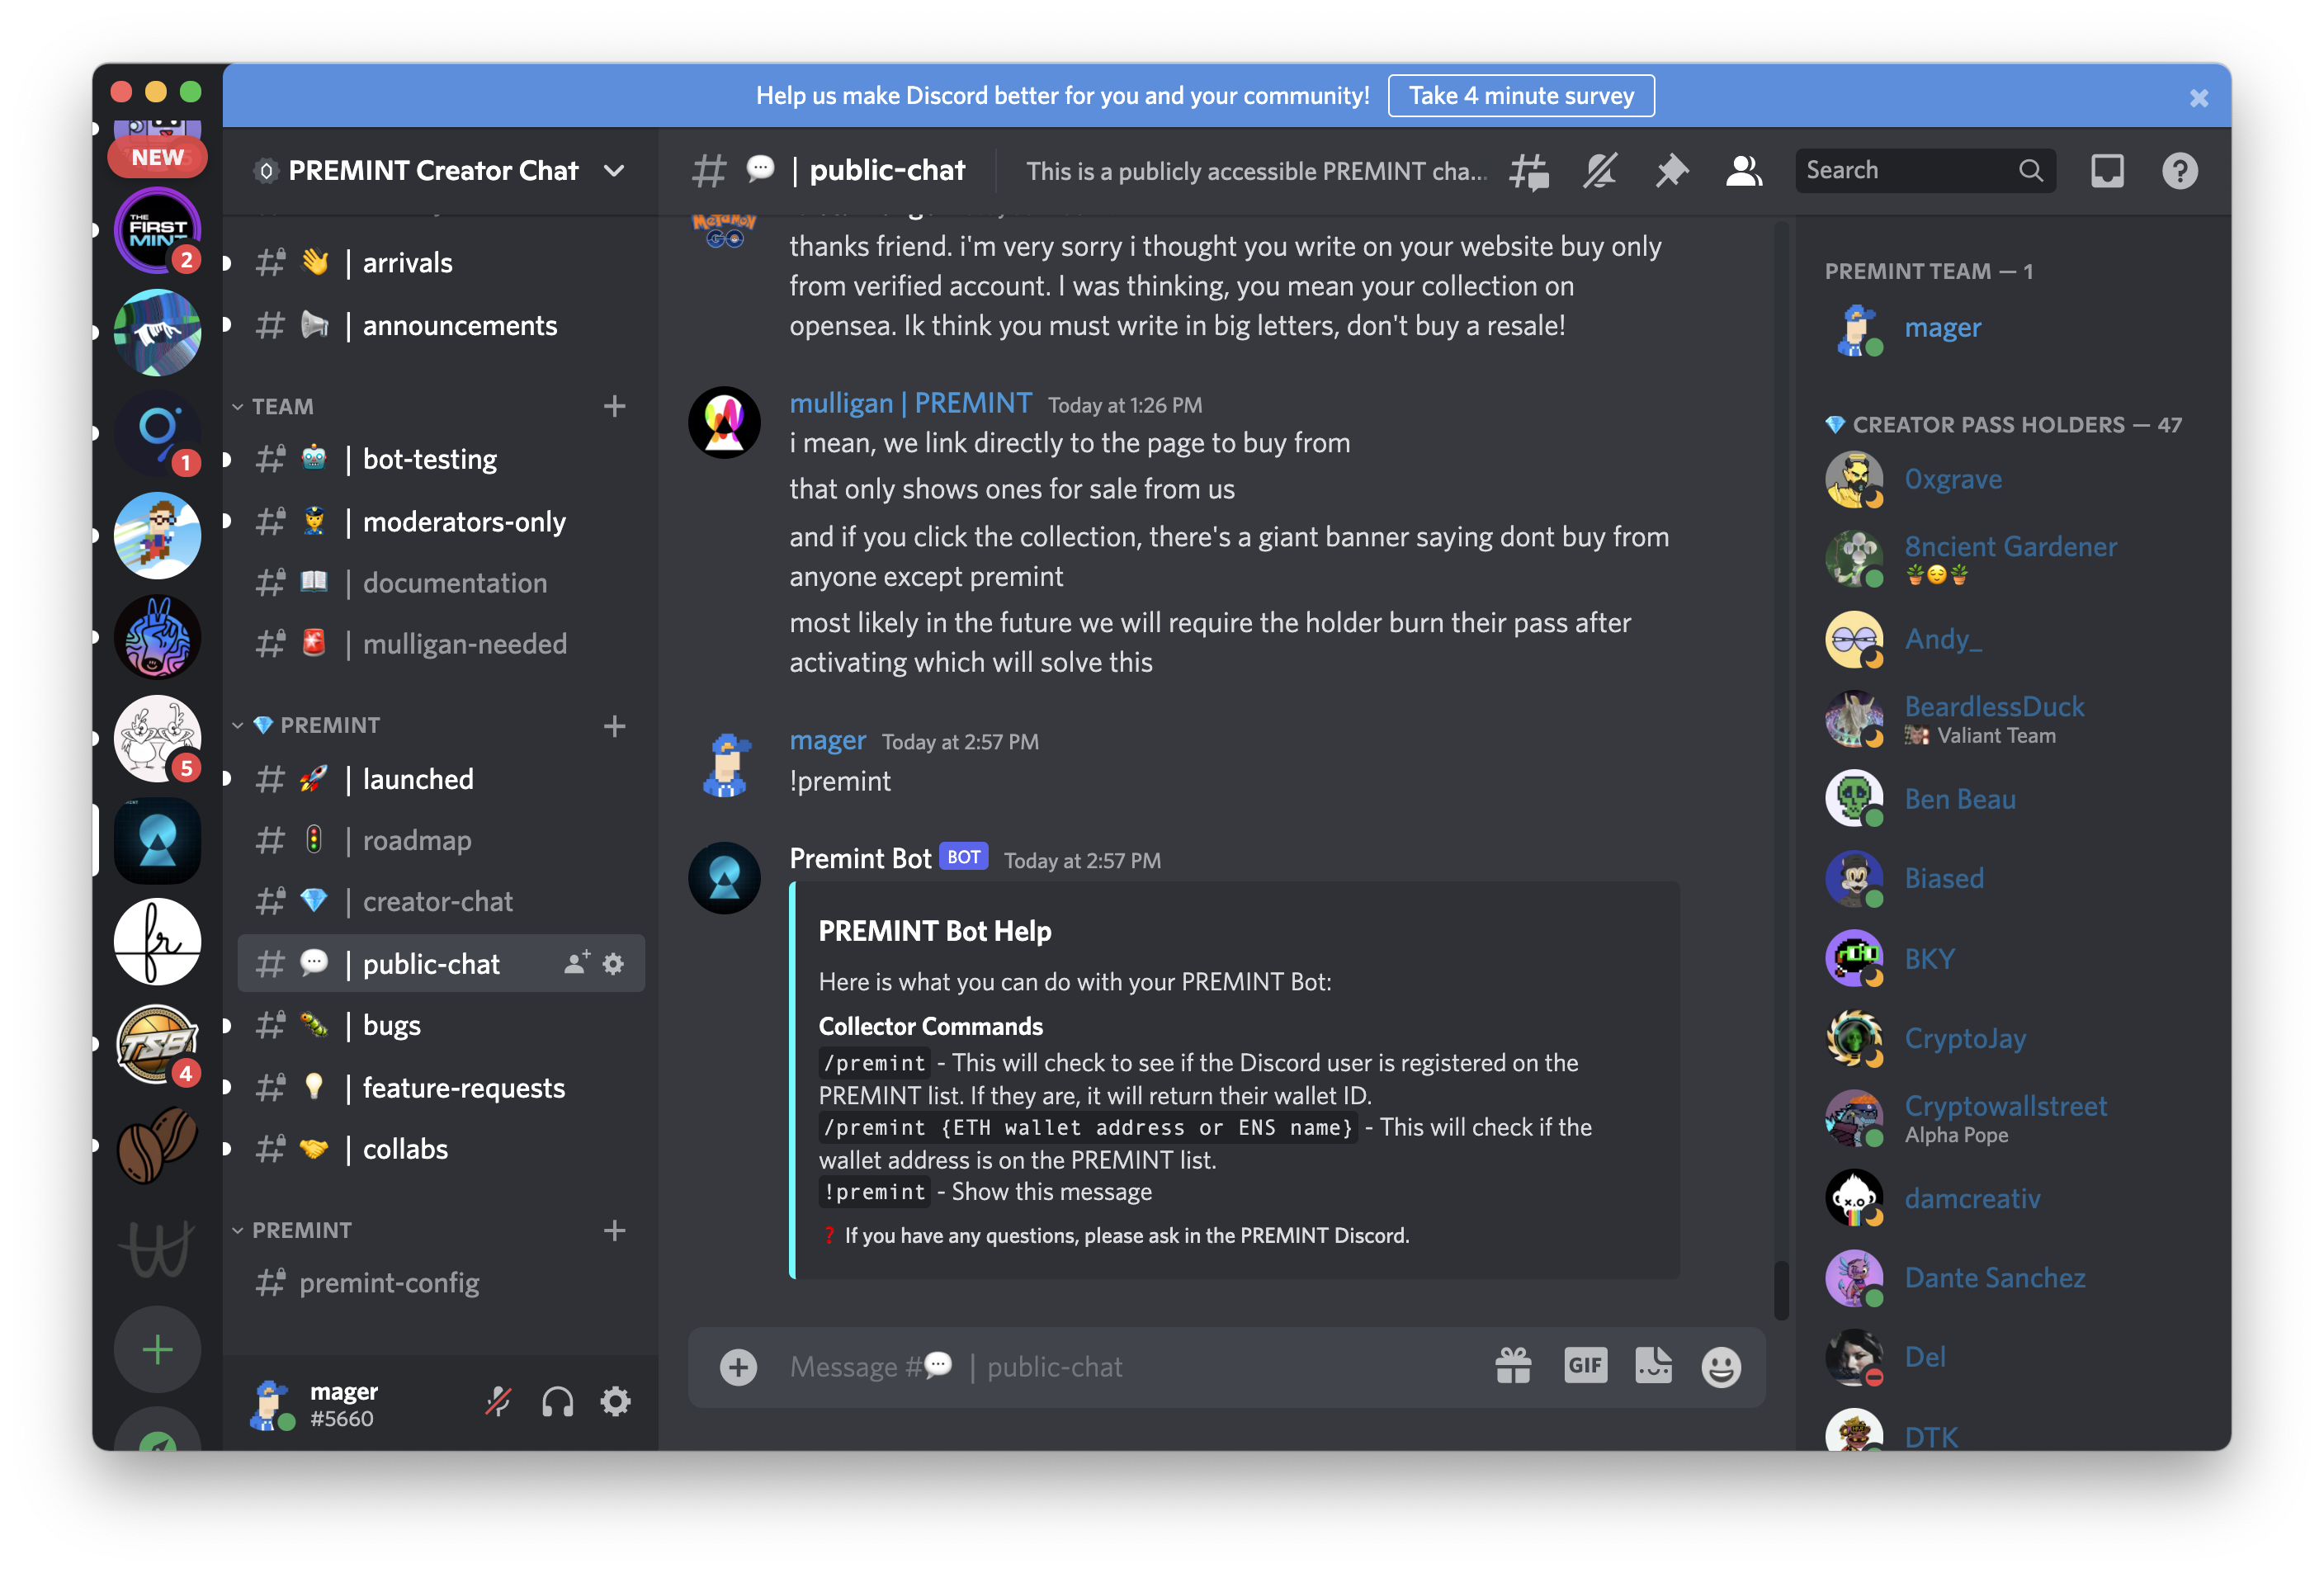 Help us make Discord better for you and your community!
Take 4 minute survey
NEW
THE
FIRST
MINT
2
1
5
TSB
4
PREMINT Creator Chat
| arrivals
| announcements
TEAM
| bot-testing
| moderators-only
| documentation
| mulligan-needed
PREMINT
| launched
| roadmap
| creator-chat
| public-chat
| bugs
| feature-requests
| collabs
PREMINT
premint-config
mager
#5660
| public-chat
This is a publicly accessible PREMINT cha...
Search
GO
thanks friend. i'm very sorry i thought you write on your website buy only
from verified account. I was thinking, you mean your collection on
opensea. Ik think you must write in big letters, don't buy a resale!
mulligan | PREMINT Today at 1:26 PM
i mean, we link directly to the page to buy from
that only shows ones for sale from us
and if you click the collection, there's a giant banner saying dont buy from
anyone except premint
most likely in the future we will require the holder burn their pass after
activating which will solve this
mager Today at 2:57 PM
!premint
Premint Bot BOT Today at 2:57 PM
PREMINT Bot Help
Here is what you can do with your PREMINT Bot:
Collector Commands
/premint - This will check to see if the Discord user is registered on the
PREMINT list. If they are, it will return their wallet ID.
/premint {ETH wallet address or ENS name} - This will check if the
wallet address is on the PREMINT list.
!premint - Show this message
❓ If you have any questions, please ask in the PREMINT Discord.
Message #💬 | public-chat
GIF
PREMINT TEAM — 1
mager
CREATOR PASS HOLDERS — 47
0xgrave
8ncient Gardener
Andy_
BeardlessDuck
Valiant Team
Ben Beau
Biased
BKY
CryptoJay
Cryptowallstreet
Alpha Pope
damcreativ
Dante Sanchez
Del
DTK